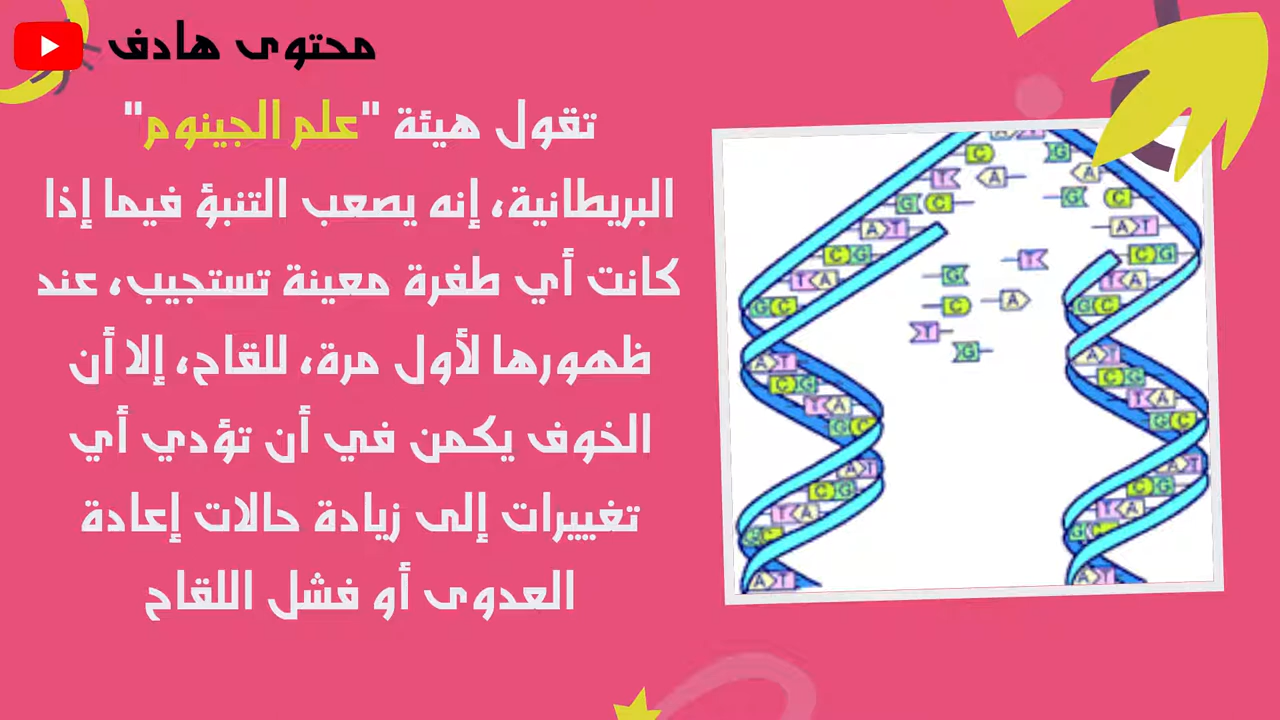 محتوى هادف
تقول هيئة "علم الجينوم"
البريطانية، إنه يصعب التنبؤ فيما إذا
كانت أي طفرة معينة تستجيب، عند
ظهورها لأول مرة، للقاح، إلا أن
الخوف يكمن في أن تؤدي أي
تغييرات إلى زيادة حالات إعادة
العدوى أو فشل اللقاح
A T
C G
T A A
G C G C
A T A T
C G C G
T A T A
G T
G C G C
C A
T
G
A T A T
C G C G
T A T A
G C G C
A T A T
C G C G
T A T A
G C G C
A T A T